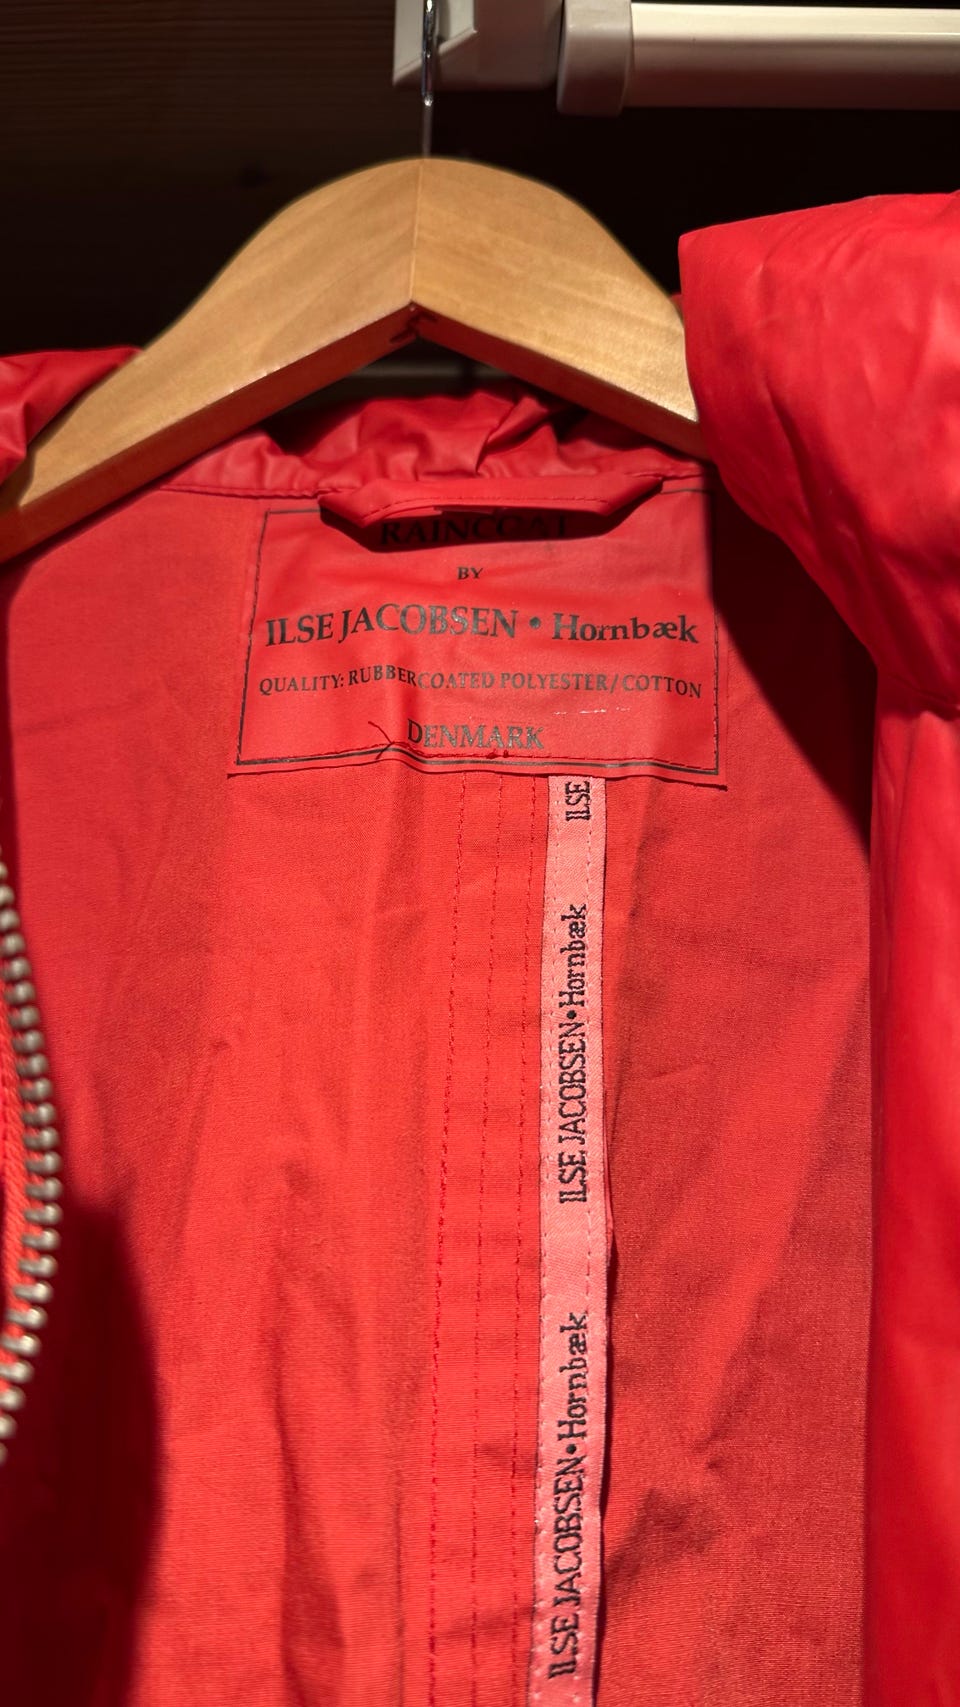 RAINCOAT
BY
ILSE JACOBSEN • Hornbæk
QUALITY: RUBBERCOATED POLYESTER/COTTON
DENMARK
ILSE
ILSE JACOBSEN•Hornbæk
ILSE JACOBSEN•Hornbæk